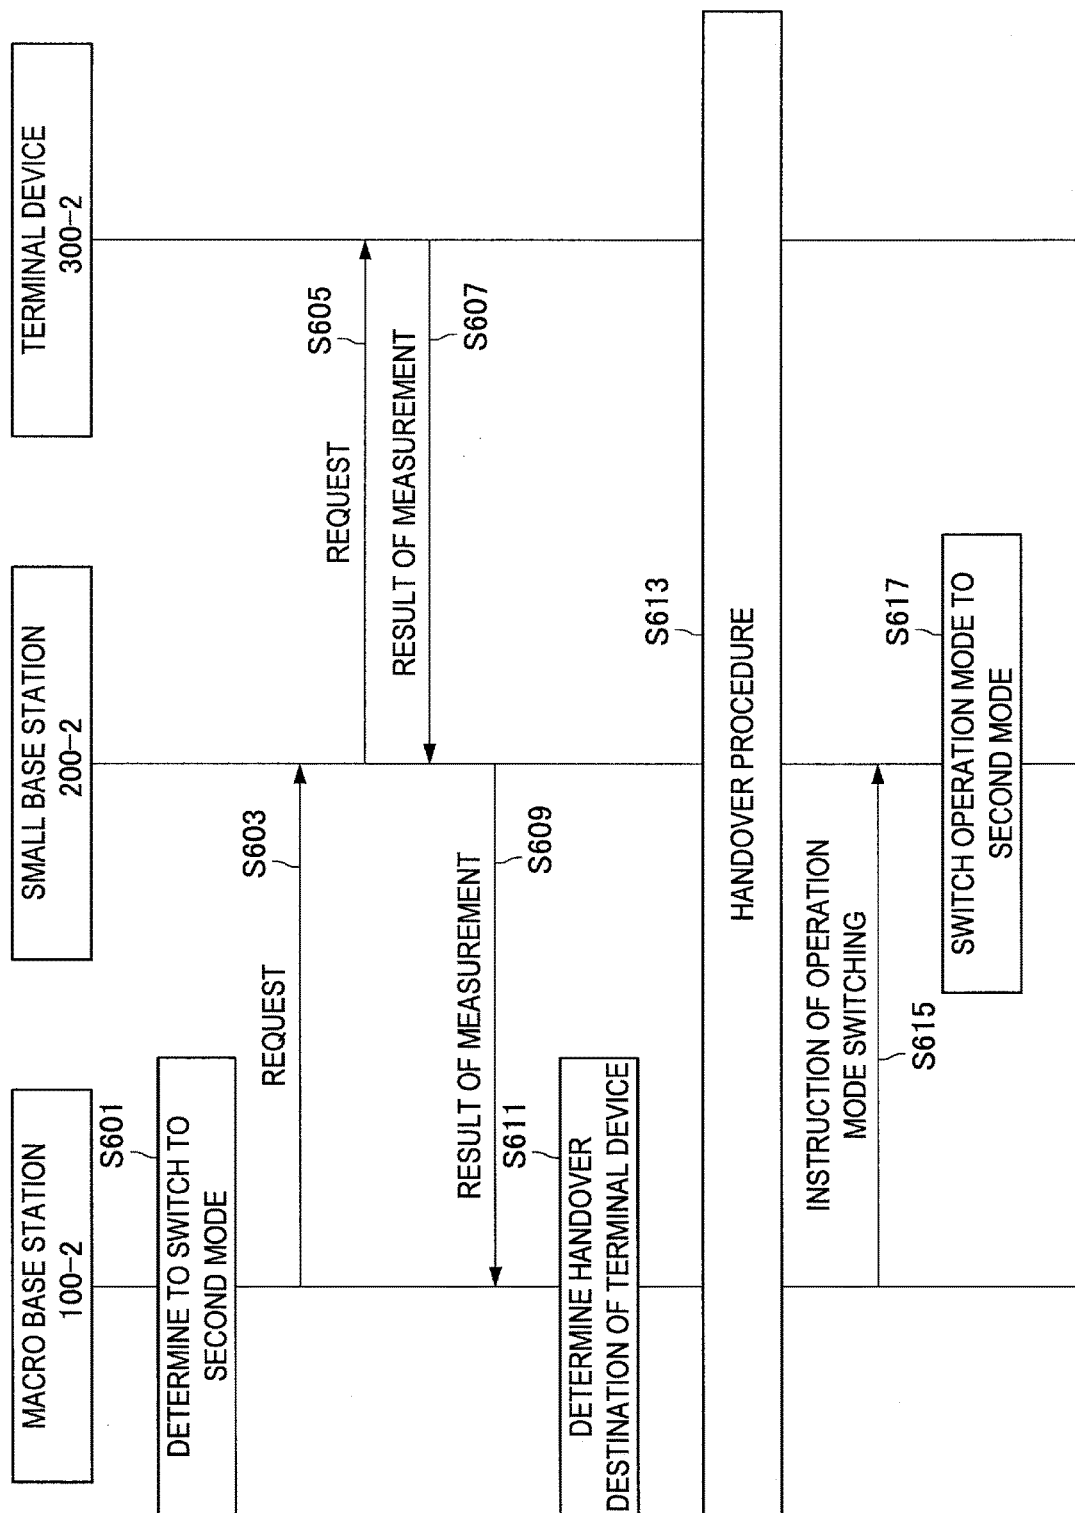 MACRO BASE STATION
100-2
SMALL BASE STATION
200-2
TERMINAL DEVICE
300-2
S601
DETERMINE TO SWITCH TO
SECOND MODE
REQUEST
S603
REQUEST
S605
RESULT OF MEASUREMENT
S607
RESULT OF MEASUREMENT
S609
S611
DETERMINE HANDOVER
DESTINATION OF TERMINAL DEVICE
S613
HANDOVER PROCEDURE
INSTRUCTION OF OPERATION
MODE SWITCHING
S615
S617
SWITCH OPERATION MODE TO
SECOND MODE